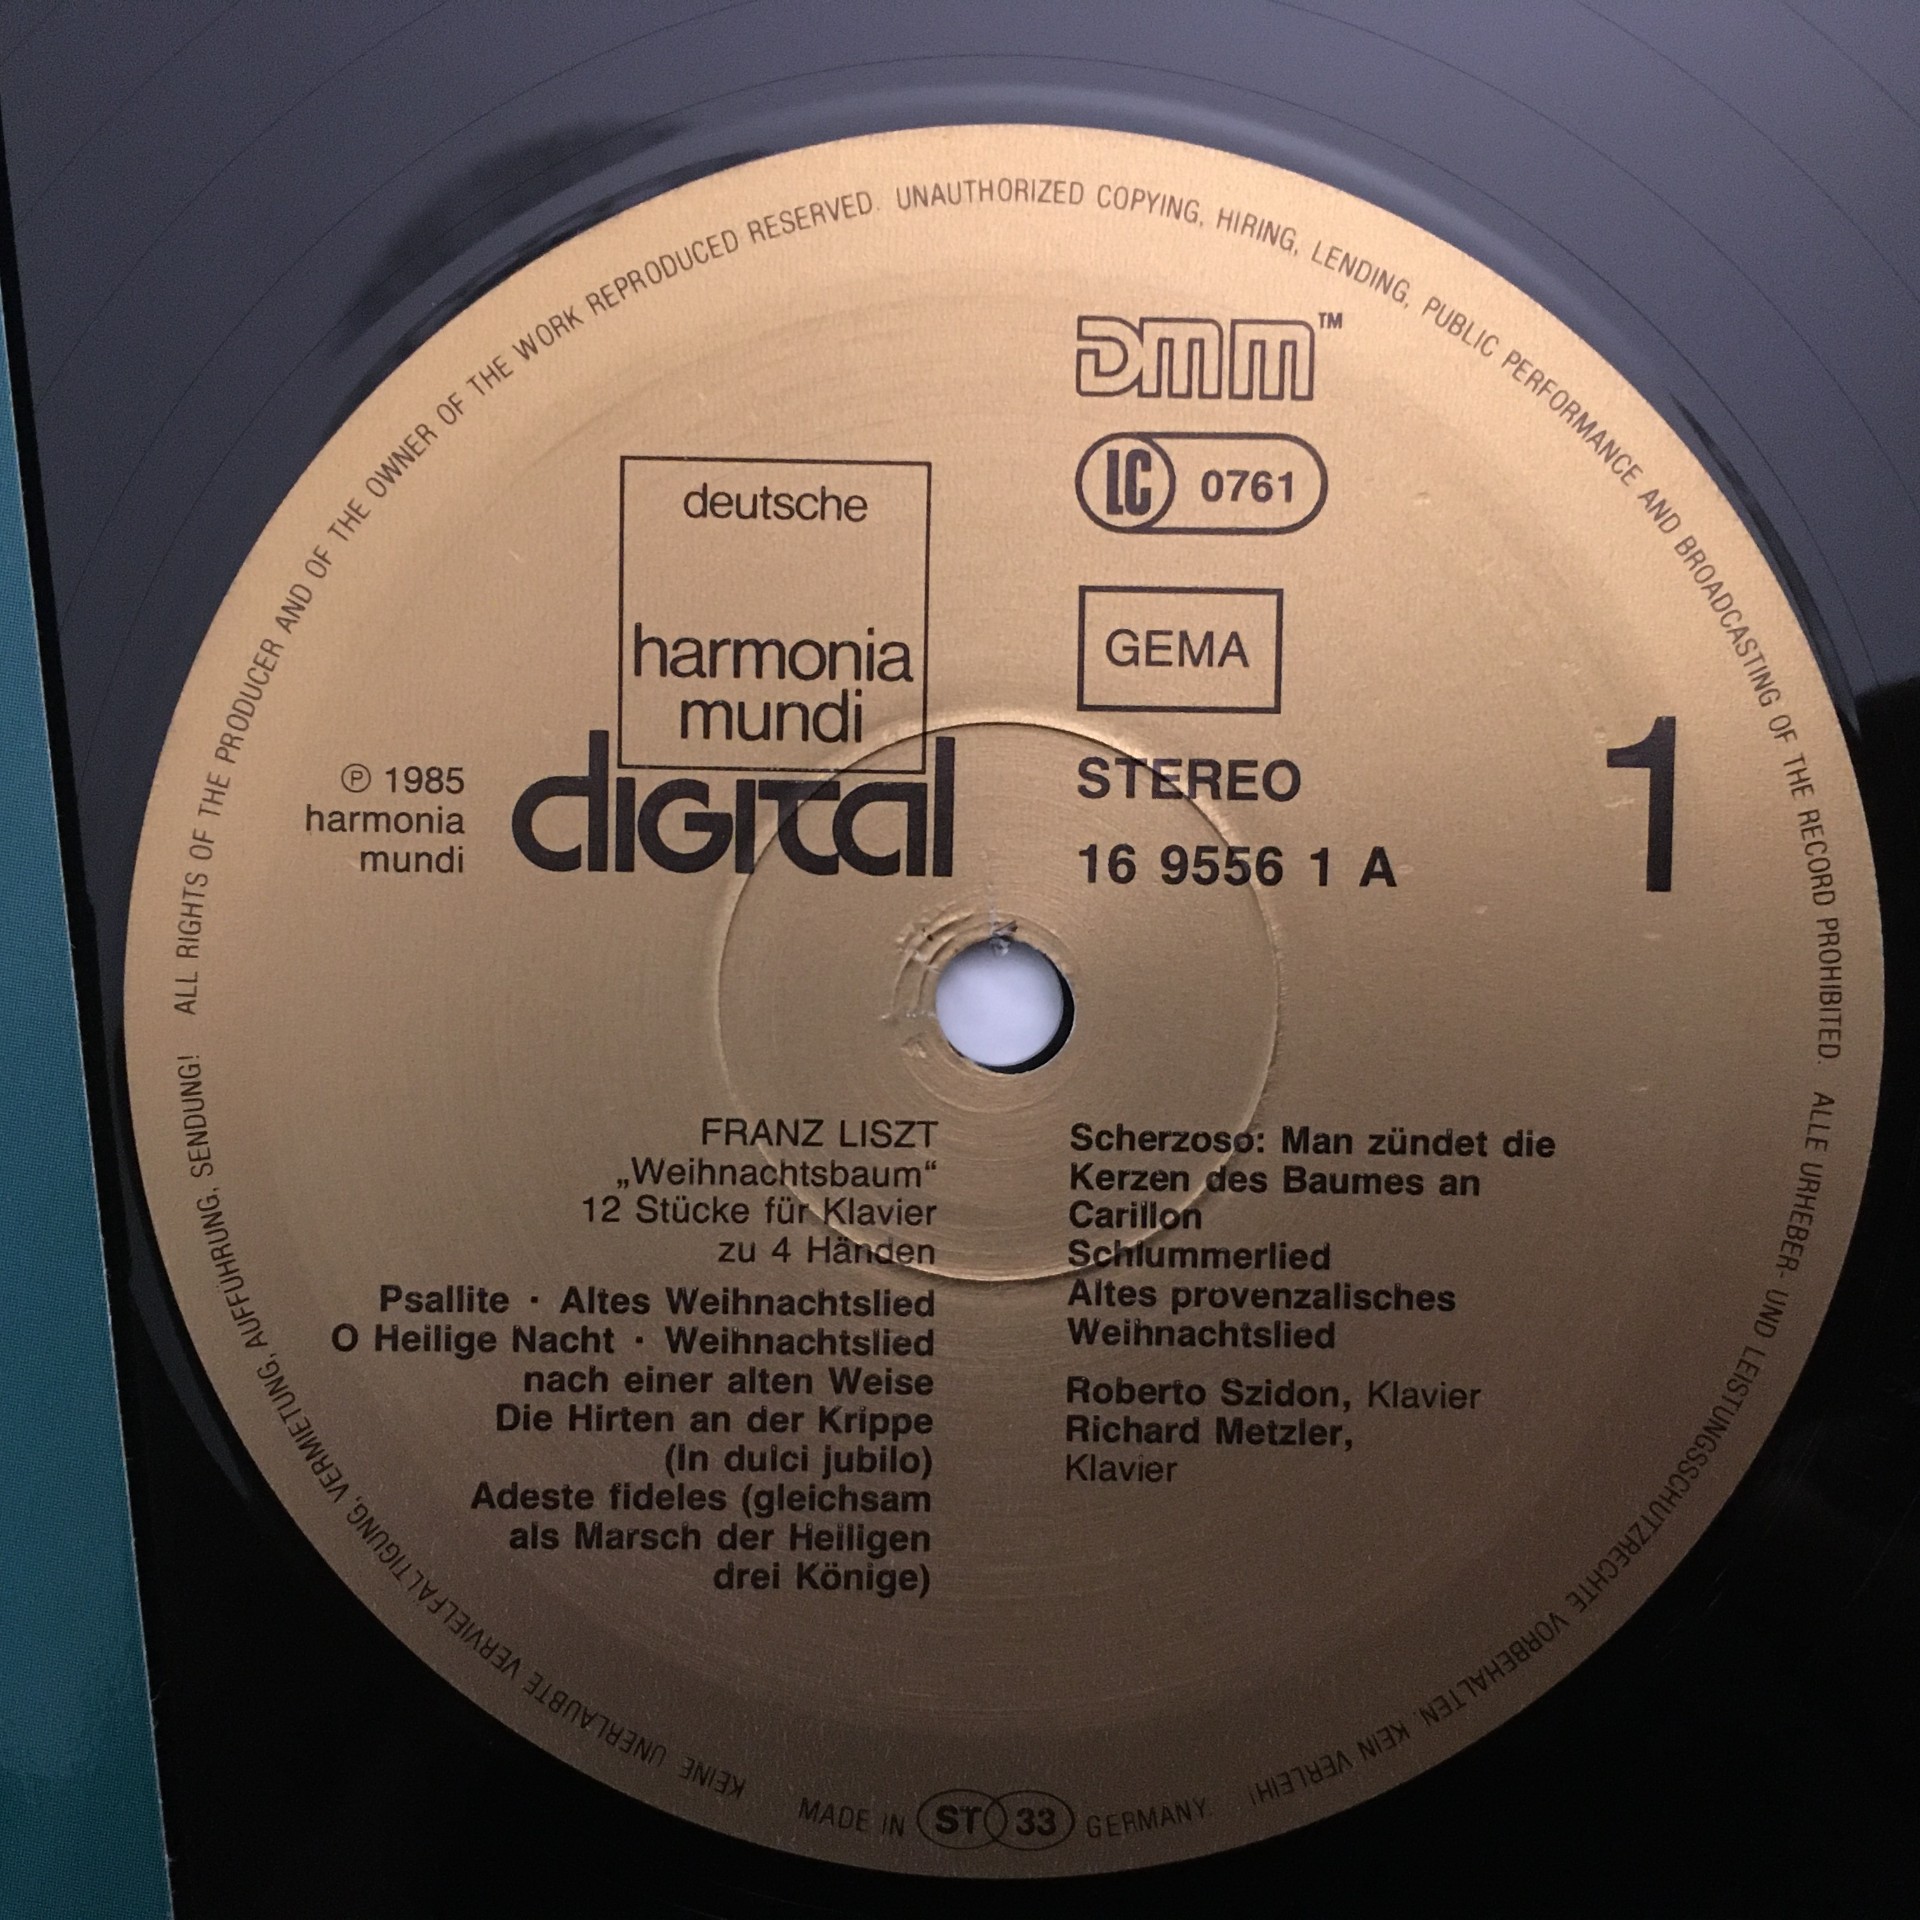 ALL RIGHTS OF THE PRODUCER AND OF THE OWNER OF THE WORK REPRODUCED RESERVED. UNAUTHORIZED COPYING, HIRING, LENDING, PUBLIC PERFORMANCE AND BROADCASTING OF THE RECORD PROHIBITED.
ALLE URHEBER- UND LEISTUNGSSCHUTZRECHTE VORBEHALTEN. KEIN VERLEIH!
KEINE UNERLAUBTE VERVIELFÄLTIGUNG, VERMIETUNG, AUFFÜHRUNG, SENDUNG!
DMM™
LC 0761
deutsche
harmonia
mundi
digital
GEMA
℗ 1985
harmonia
mundi
STEREO
16 9556 1 A
1
FRANZ LISZT
„Weihnachtsbaum“
12 Stücke für Klavier
zu 4 Händen
Psallite · Altes Weihnachtslied
O Heilige Nacht · Weihnachtslied
nach einer alten Weise
Die Hirten an der Krippe
(In dulci jubilo)
Adeste fideles (gleichsam
als Marsch der Heiligen
drei Könige)
Scherzoso: Man zündet die
Kerzen des Baumes an
Carillon
Schlummerlied
Altes provenzalisches
Weihnachtslied
Roberto Szidon, Klavier
Richard Metzler,
Klavier
MADE IN ST 33 GERMANY